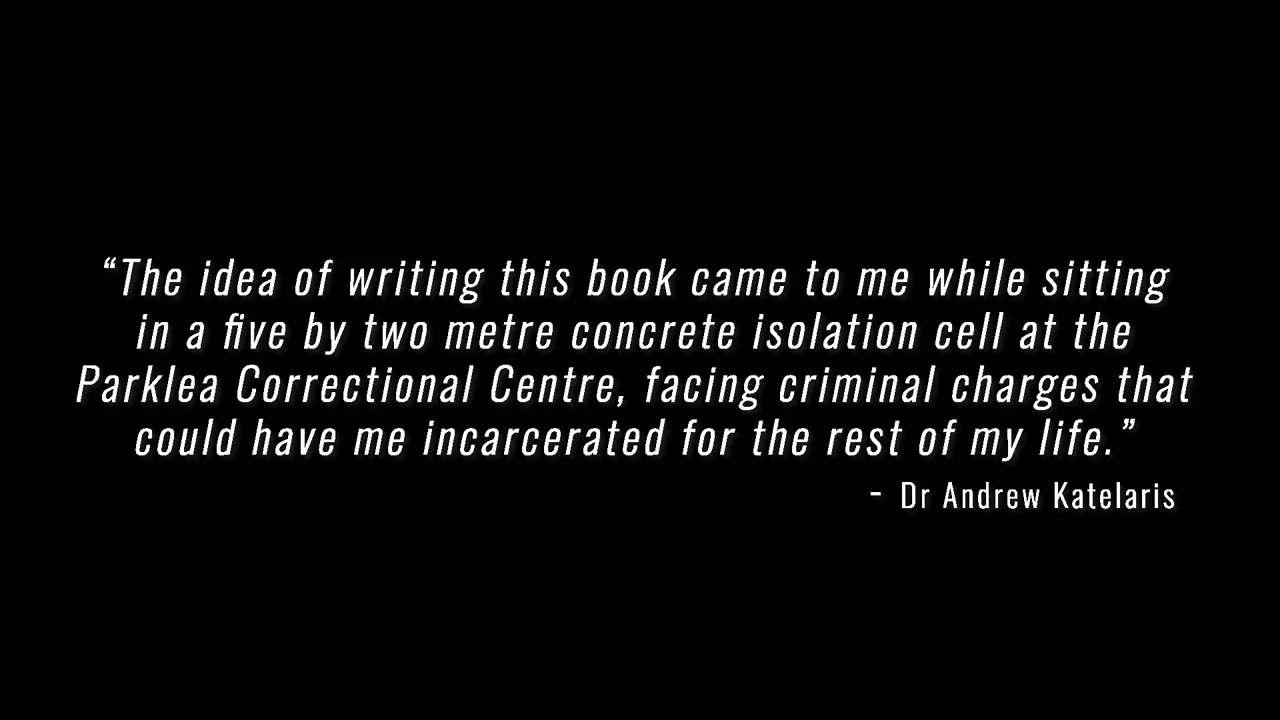 “The idea of writing this book came to me while sitting
in a five by two metre concrete isolation cell at the
Parklea Correctional Centre, facing criminal charges that
could have me incarcerated for the rest of my life.”
- Dr Andrew Katelaris